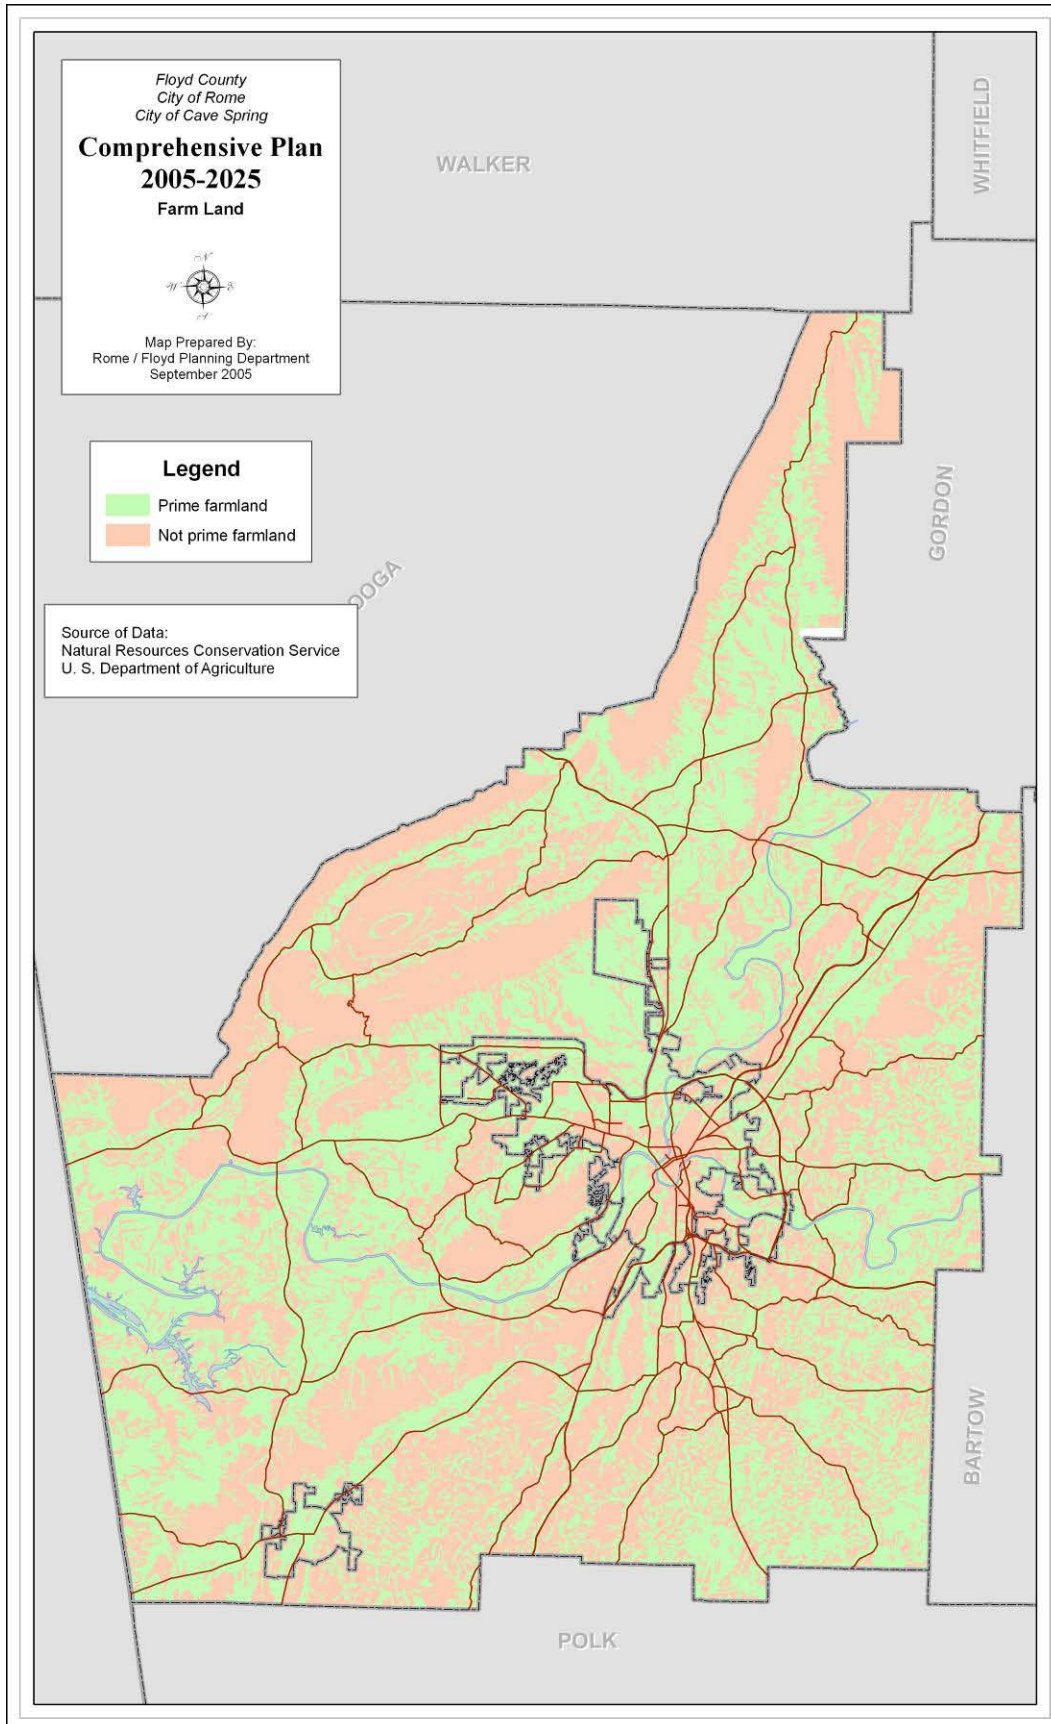 Floyd County
City of Rome
City of Cave Spring
Comprehensive Plan
2005-2025
Farm Land
N
W
E
S
Map Prepared By:
Rome / Floyd Planning Department
September 2005
Legend
Prime farmland
Not prime farmland
Source of Data:
Natural Resources Conservation Service
U. S. Department of Agriculture
WALKER
WHITFIELD
GORDON
OOGA
BARTOW
POLK